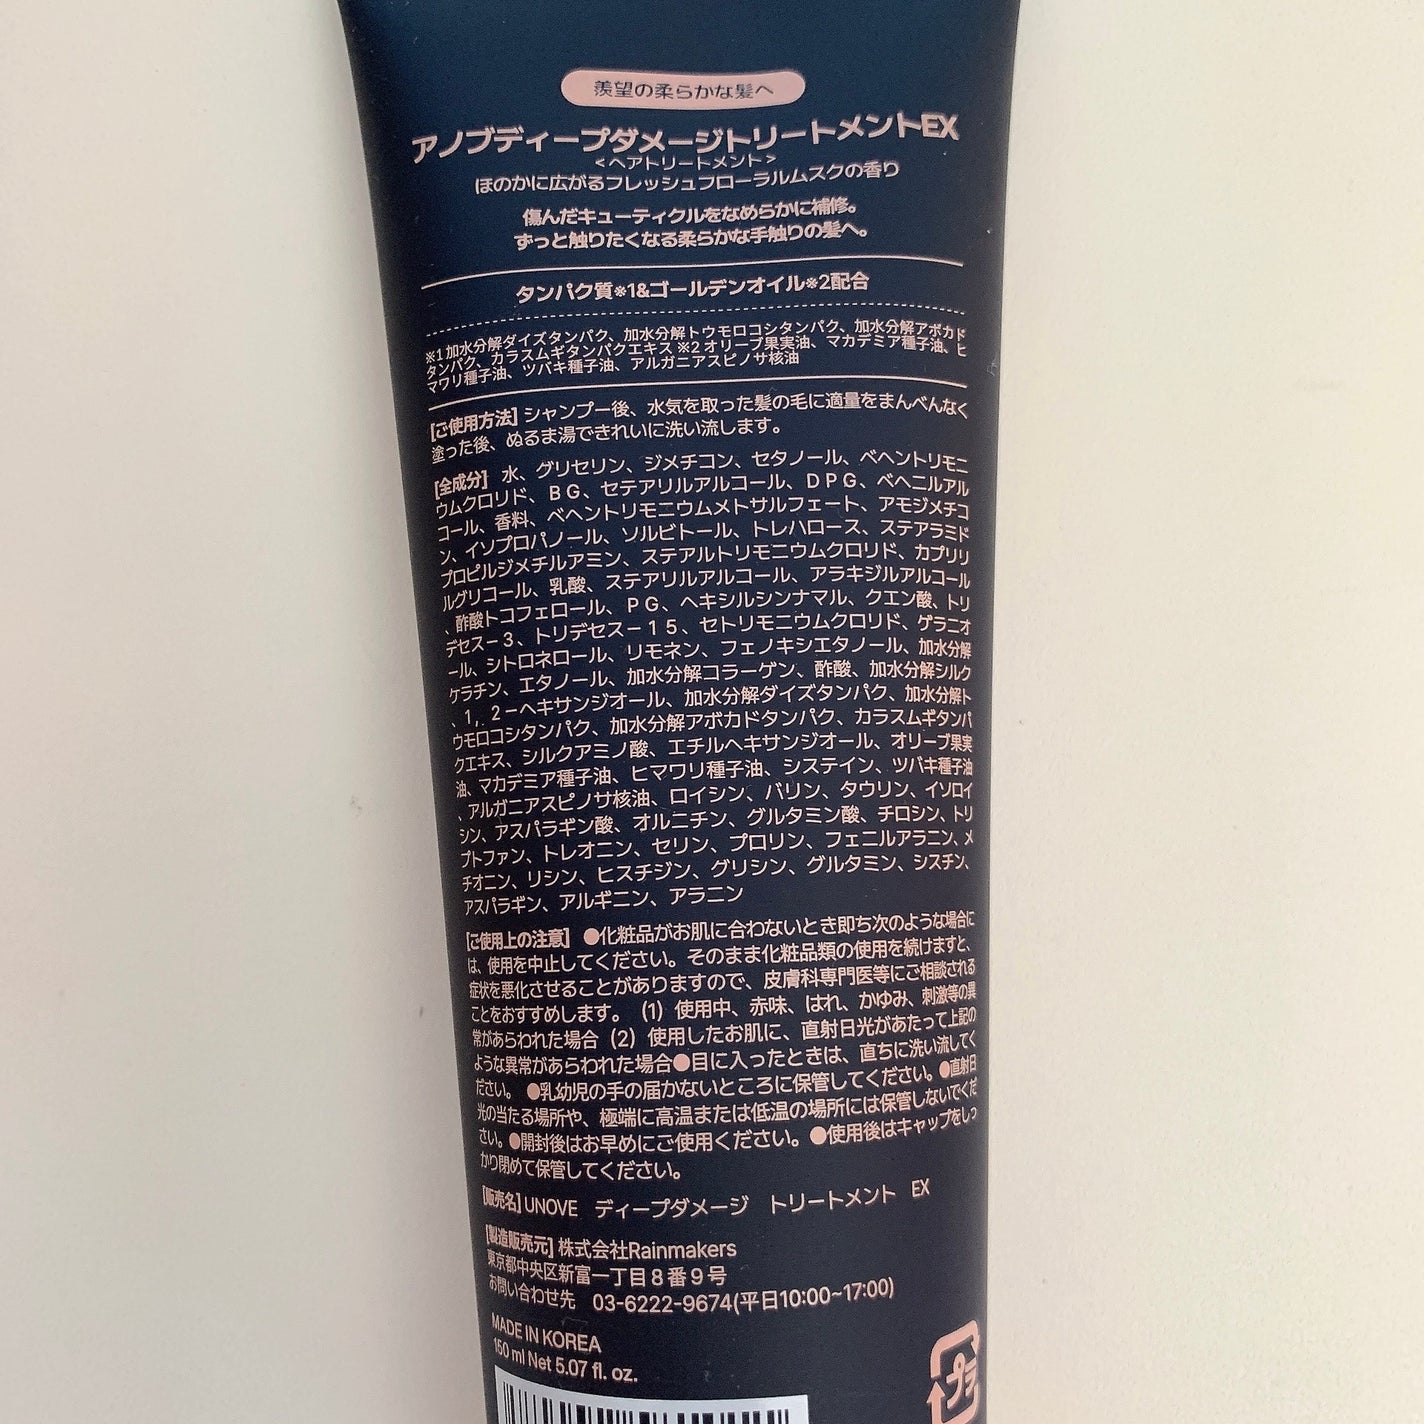 羨望の柔らかな髪へ
アノブディープダメージトリートメントEX
<ヘアトリートメント>
ほのかに広がるフレッシュフローラルムスクの香り
傷んだキューティクルをなめらかに補修。
ずっと触りたくなる柔らかな手触りの髪へ。
タンパク質※1&ゴールデンオイル※2配合
※1 加水分解ダイズタンパク、加水分解トウモロコシタンパク、加水分解アボカド
タンパク、カラスムギタンパクエキス ※2 オリーブ果実油、マカデミア種子油、ヒ
マワリ種子油、ツバキ種子油、アルガニアスピノサ核油
[ご使用方法] シャンプー後、水気を取った髪の毛に適量をまんべんなく
塗った後、ぬるま湯できれいに洗い流します。
[全成分] 水、グリセリン、ジメチコン、セタノール、ベヘントリモニ
ウムクロリド、BG、セテアリルアルコール、DPG、ベヘニルアル
コール、香料、ベヘントリモニウムメトサルフェート、アモジメチコ
ン、イソプロパノール、ソルビトール、トレハロース、ステアラミド
プロピルジメチルアミン、ステアルトリモニウムクロリド、カプリリ
ルグリコール、乳酸、ステアリルアルコール、アラキジルアルコール
、酢酸トコフェロール、PG、ヘキシルシンナマル、クエン酸、トリ
デセス-3、トリデセス-15、セトリモニウムクロリド、ゲラニオ
ール、シトロネロール、リモネン、フェノキシエタノール、加水分解
ケラチン、エタノール、加水分解コラーゲン、酢酸、加水分解シルク
、1,2-ヘキサンジオール、加水分解ダイズタンパク、加水分解ト
ウモロコシタンパク、加水分解アボカドタンパク、カラスムギタンパ
クエキス、シルクアミノ酸、エチルヘキサンジオール、オリーブ果実
油、マカデミア種子油、ヒマワリ種子油、システイン、ツバキ種子油
、アルガニアスピノサ核油、ロイシン、バリン、タウリン、イソロイ
シン、アスパラギン酸、オルニチン、グルタミン酸、チロシン、トリ
プトファン、トレオニン、セリン、プロリン、フェニルアラニン、メ
チオニン、リシン、ヒスチジン、グリシン、グルタミン、シスチン、
アスパラギン、アルギニン、アラニン
[ご使用上の注意] ●化粧品がお肌に合わないとき即ち次のような場合に
は、使用を中止してください。そのまま化粧品類の使用を続けますと、
症状を悪化させることがありますので、皮膚科専門医等にご相談される
ことをおすすめします。 (1) 使用中、赤味、はれ、かゆみ、刺激等の異
常があらわれた場合 (2) 使用したお肌に、直射日光があたって上記の
ような異常があらわれた場合●目に入ったときは、直ちに洗い流してく
ださい。 ●乳幼児の手の届かないところに保管してください。●直射日
光の当たる場所や、極端に高温または低温の場所には保管しないでくだ
さい。●開封後はお早めにご使用ください。 ●使用後はキャップをしっ
かり閉めて保管してください。
[販売名] UNOVE ディープダメージ トリートメント EX
[製造販売元] 株式会社Rainmakers
東京都中央区新富一丁目8番9号
お問い合わせ先 03-6222-9674(平日10:00~17:00)
MADE IN KOREA
150 ml Net 5.07 fl. oz.
プラ